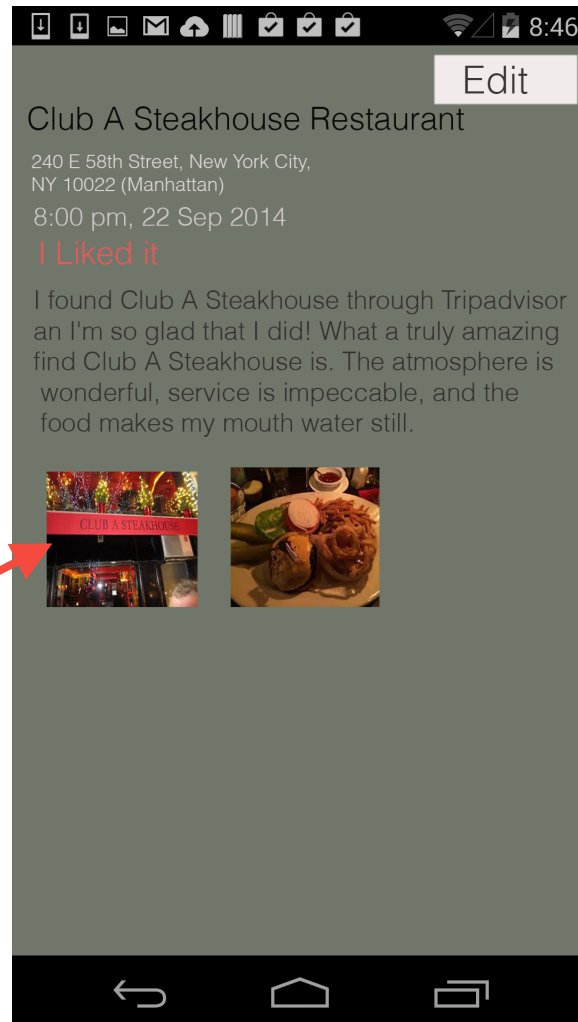 8:46
Edit
Club A Steakhouse Restaurant
240 E 58th Street, New York City,
NY 10022 (Manhattan)
8:00 pm, 22 Sep 2014
I Liked it
I found Club A Steakhouse through Tripadvisor
an I'm so glad that I did! What a truly amazing
find Club A Steakhouse is. The atmosphere is
wonderful, service is impeccable, and the
food makes my mouth water still.
CLUB A STEAKHOUSE